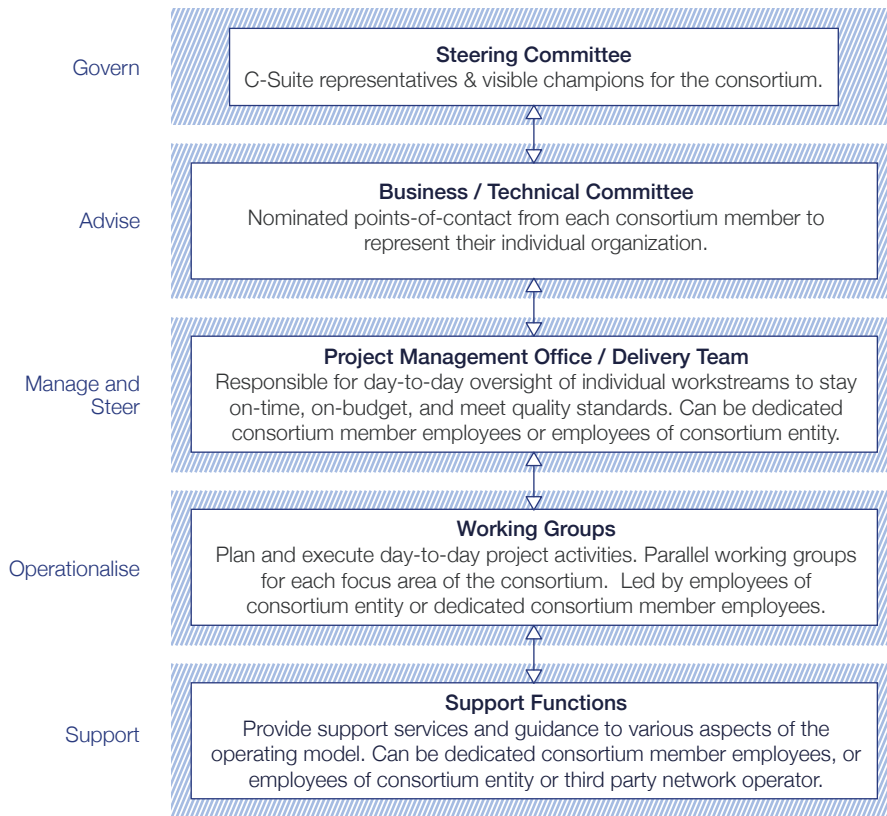 Govern
Steering Committee
C-Suite representatives & visible champions for the consortium.
Advise
Business / Technical Committee
Nominated points-of-contact from each consortium member to
represent their individual organization.
Manage and
Steer
Project Management Office / Delivery Team
Responsible for day-to-day oversight of individual workstreams to stay
on-time, on-budget, and meet quality standards. Can be dedicated
consortium member employees or employees of consortium entity.
Operationalise
Working Groups
Plan and execute day-to-day project activities. Parallel working groups
for each focus area of the consortium.  Led by employees of
consortium entity or dedicated consortium member employees.
Support
Support Functions
Provide support services and guidance to various aspects of the
operating model. Can be dedicated consortium member employees, or
employees of consortium entity or third party network operator.